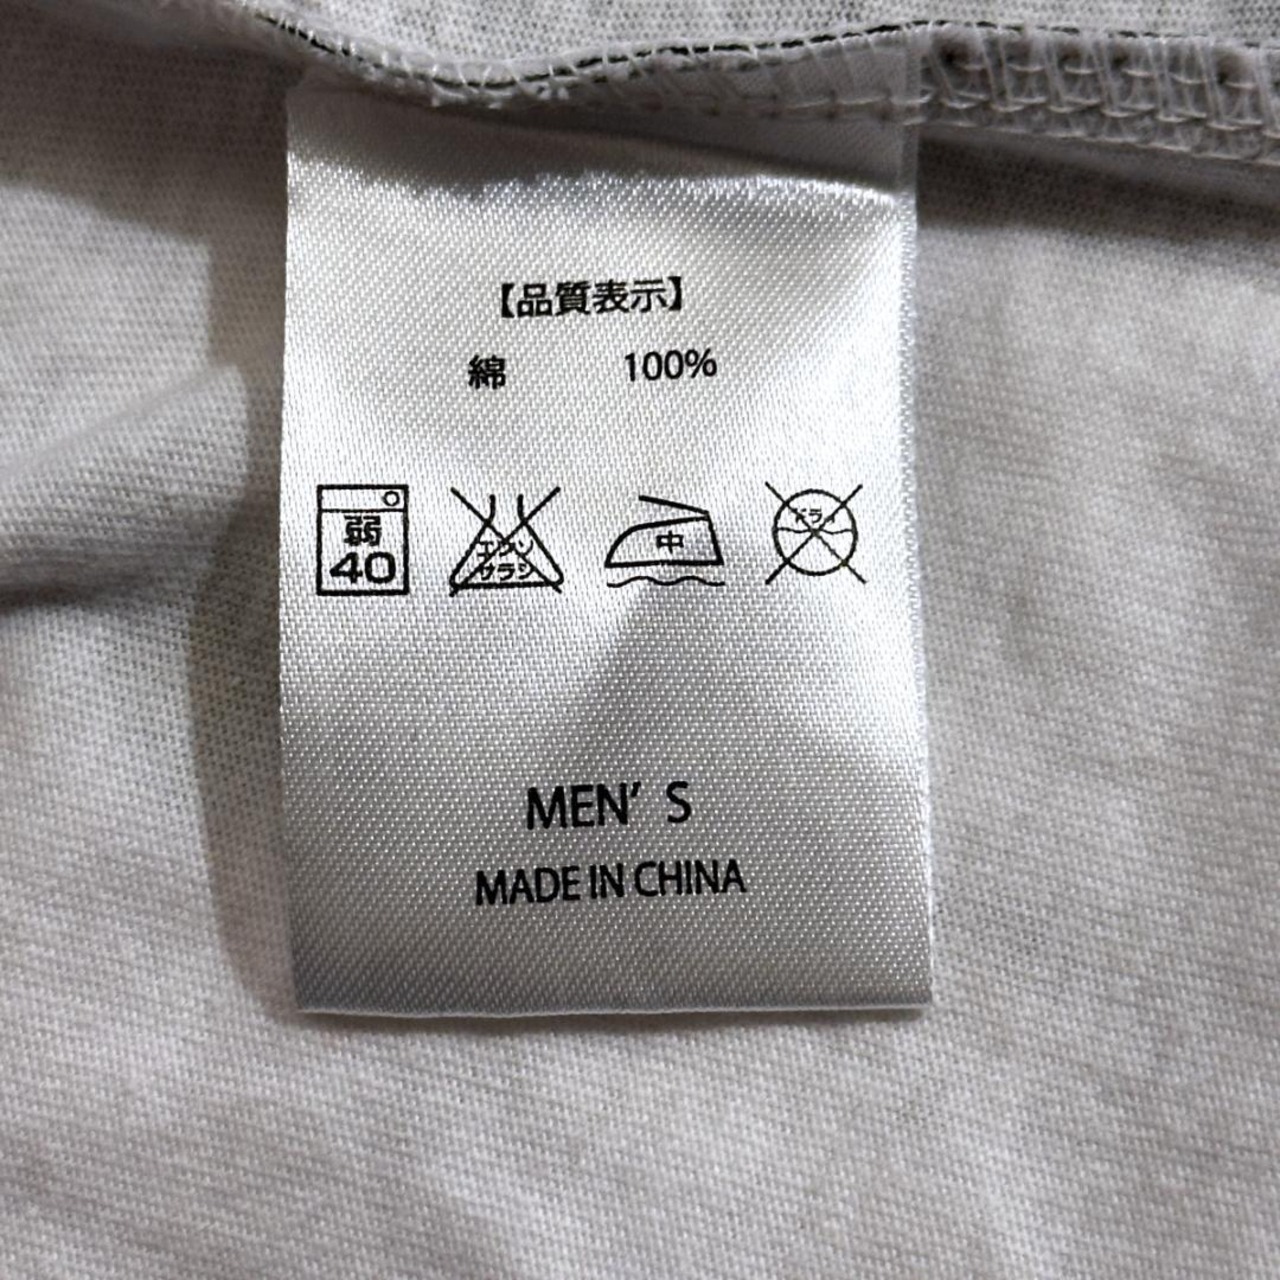 【品質表示】
綿 100%
弱 40
エンソ サラシ
中
ドライ
MEN' S
MADE IN CHINA